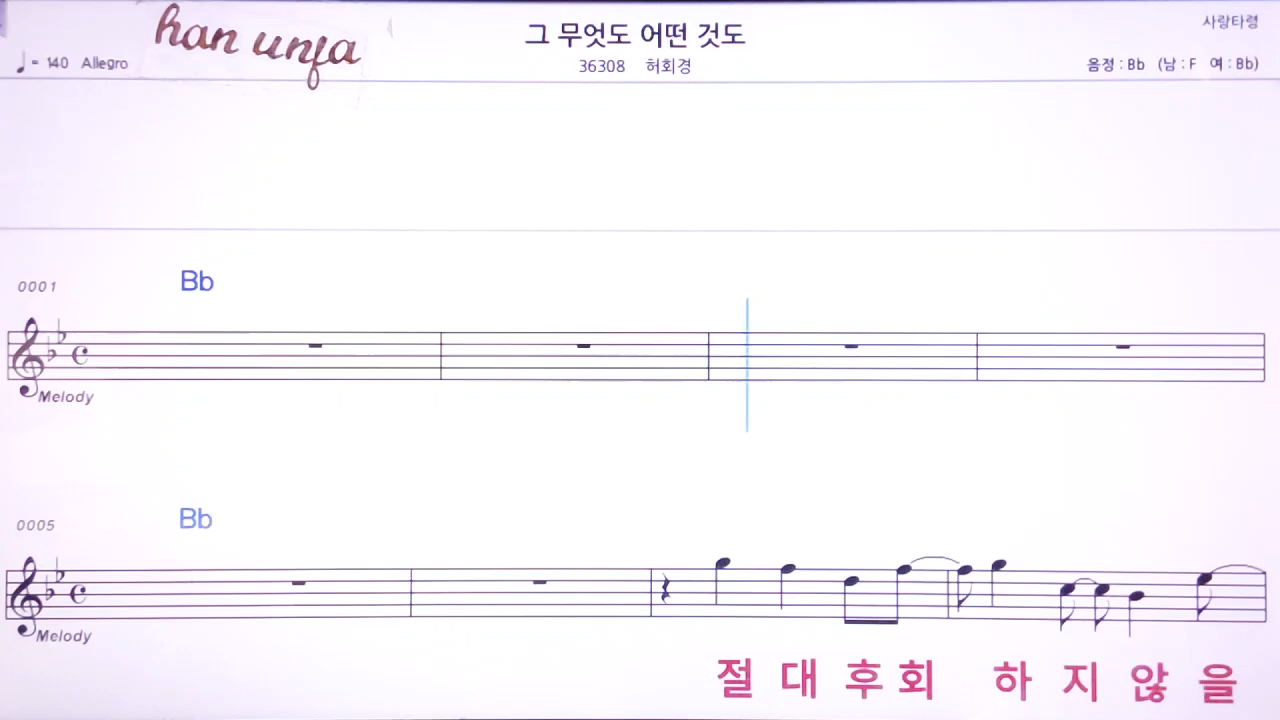 han unfa
그 무엇도 어떤 것도
사랑타령
♩= 140 Allegro
36308 허회경
음정 : Bb (남 : F 여 : Bb)
0001
Bb
Melody
0005
Bb
Melody
절 대 후 회 하 지 않 을